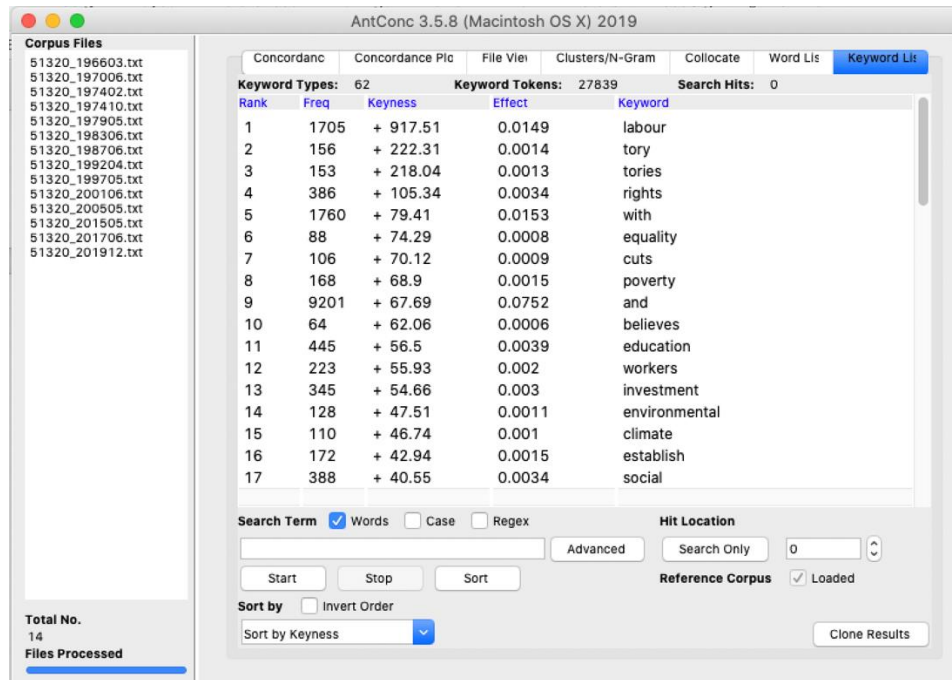 AntConc 3.5.8 (Macintosh OS X) 2019
Corpus Files
51320_196603.txt
51320_197006.txt
51320_197402.txt
51320_197410.txt
51320_197905.txt
51320_198306.txt
51320_198706.txt
51320_199204.txt
51320_199705.txt
51320_200106.txt
51320_200505.txt
51320_201505.txt
51320_201706.txt
51320_201912.txt
Total No.
14
Files Processed
Concordanc Concordance Plo File Viev Clusters/N-Gram Collocate Word Lis Keyword Lis
Keyword Types: 62 Keyword Tokens: 27839 Search Hits: 0
Rank Freq Keyness Effect Keyword
1 1705 + 917.51 0.0149 labour
2 156 + 222.31 0.0014 tory
3 153 + 218.04 0.0013 tories
4 386 + 105.34 0.0034 rights
5 1760 + 79.41 0.0153 with
6 88 + 74.29 0.0008 equality
7 106 + 70.12 0.0009 cuts
8 168 + 68.9 0.0015 poverty
9 9201 + 67.69 0.0752 and
10 64 + 62.06 0.0006 believes
11 445 + 56.5 0.0039 education
12 223 + 55.93 0.002 workers
13 345 + 54.66 0.003 investment
14 128 + 47.51 0.0011 environmental
15 110 + 46.74 0.001 climate
16 172 + 42.94 0.0015 establish
17 388 + 40.55 0.0034 social
Search Term Words Case Regex Hit Location
Advanced Search Only 0
Start Stop Sort Reference Corpus Loaded
Sort by Invert Order
Sort by Keyness Clone Results